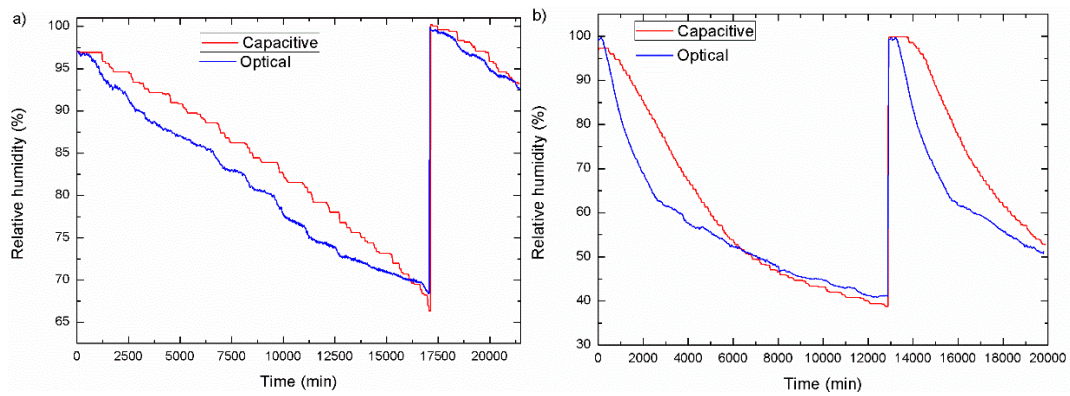 a)
Capacitive
Optical
Relative humidity (%)
100
95
90
85
80
75
70
65
0 2500 5000 7500 10000 12500 15000 17500 20000
Time (min)
b)
Capacitive
Optical
Relative humidity (%)
100
90
80
70
60
50
40
30
0 2000 4000 6000 8000 10000 12000 14000 16000 18000 20000
Time (min)